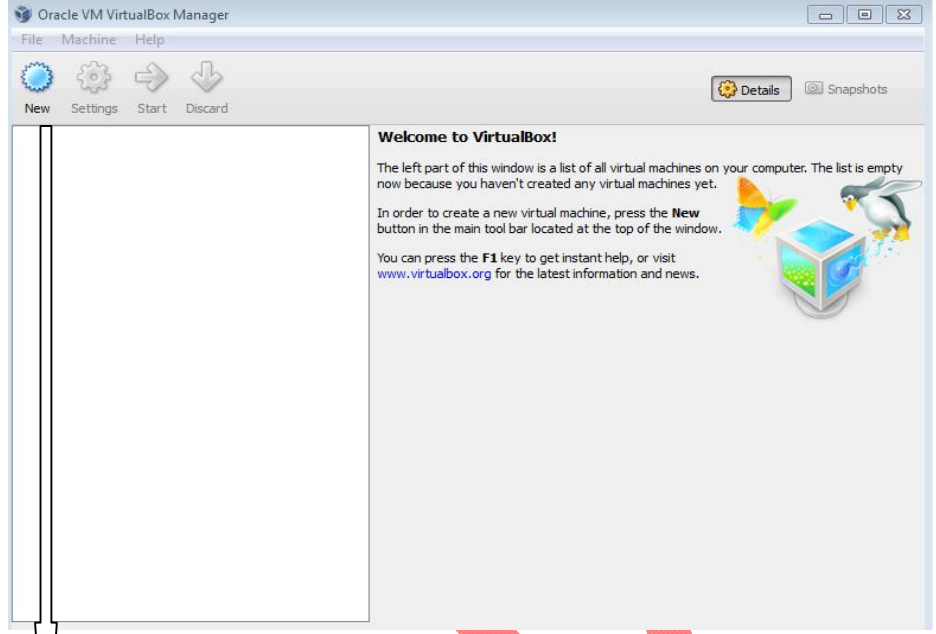 Oracle VM VirtualBox Manager
File Machine Help
New Settings Start Discard
Details Snapshots
Welcome to VirtualBox!
The left part of this window is a list of all virtual machines on your computer. The list is empty
now because you haven't created any virtual machines yet.
In order to create a new virtual machine, press the New
button in the main tool bar located at the top of the window.
You can press the F1 key to get instant help, or visit
www.virtualbox.org for the latest information and news.